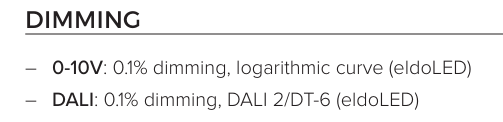 DIMMING
– 0-10V: 0.1% dimming, logarithmic curve (eldoLED)
– DALI: 0.1% dimming, DALI 2/DT-6 (eldoLED)